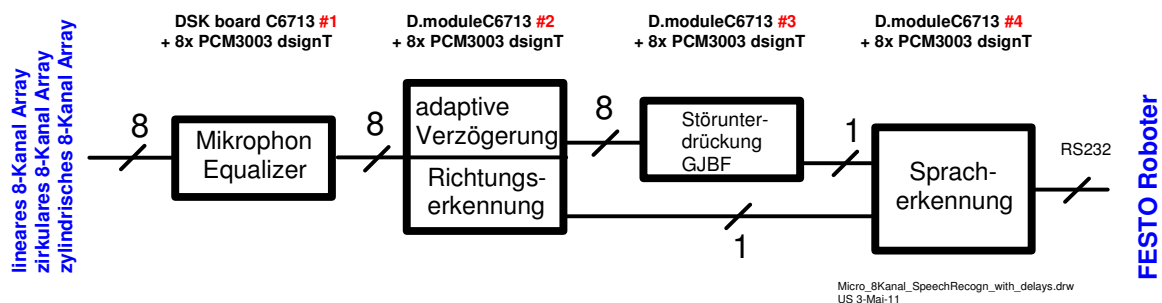 DSK board C6713 #1
+ 8x PCM3003 dsignT
D.moduleC6713 #2
+ 8x PCM3003 dsignT
D.moduleC6713 #3
+ 8x PCM3003 dsignT
D.moduleC6713 #4
+ 8x PCM3003 dsignT
lineares 8-Kanal Array
zirkulares 8-Kanal Array
zylindrisches 8-Kanal Array
8
Mikrophon
Equalizer
8
adaptive
Verzögerung
Richtungs-
erkennung
8
Störunter-
drückung
GJBF
1
1
Sprach-
erkennung
RS232
FESTO Roboter
Micro_8Kanal_SpeechRecogn_with_delays.drw
US 3-Mai-11